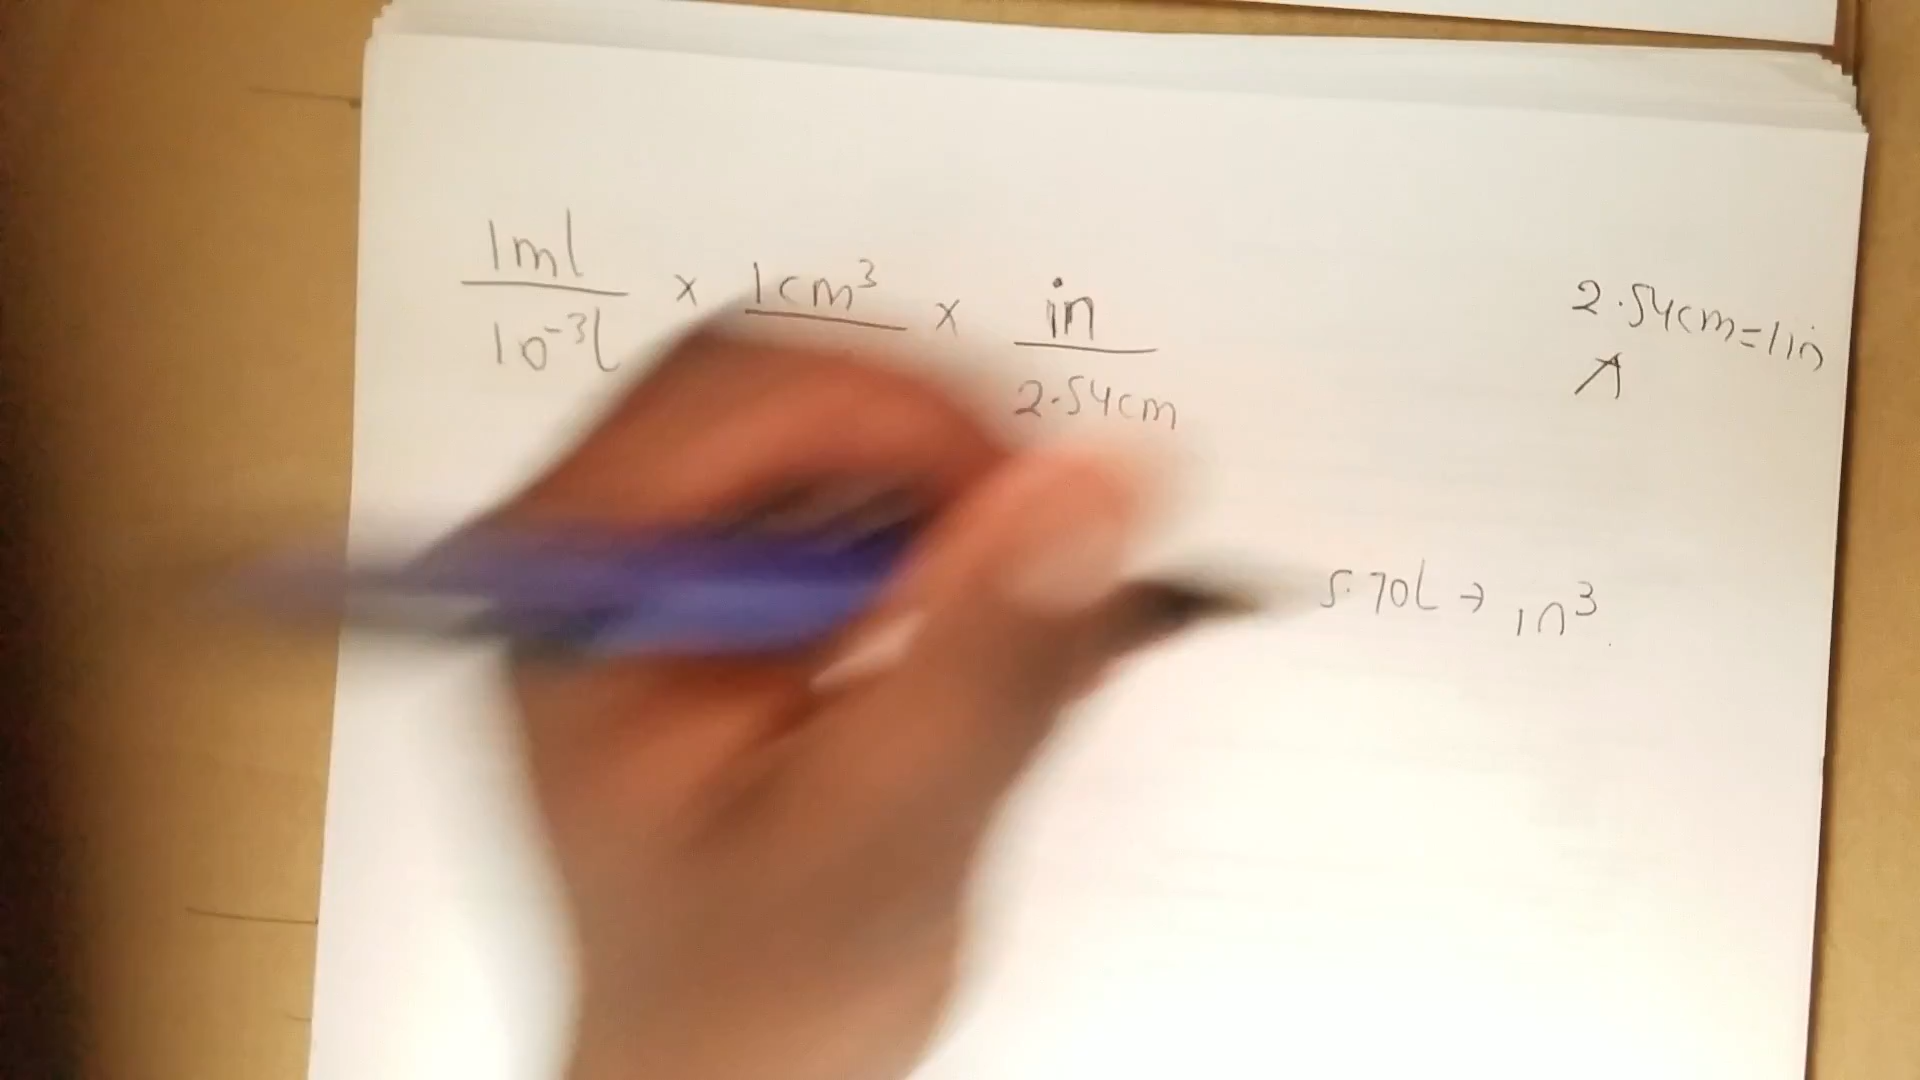 1ml
10⁻³l
x
1cm³
x
in
2.54cm
2.54cm=1in
5.70L → in³